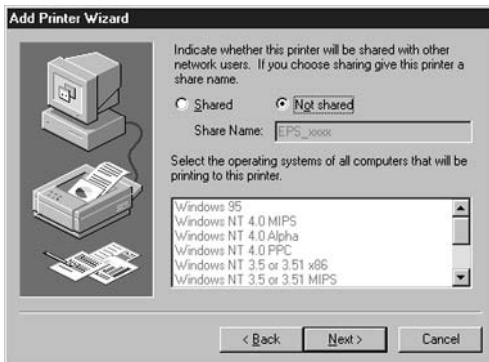 Add Printer Wizard
Indicate whether this printer will be shared with other
network users. If you choose sharing give this printer a
share name.
Shared Not shared
Share Name: EPS_xxxx
Select the operating systems of all computers that will be
printing to this printer.
Windows 95
Windows NT 4.0 MIPS
Windows NT 4.0 Alpha
Windows NT 4.0 PPC
Windows NT 3.5 or 3.51 x86
Windows NT 3.5 or 3.51 MIPS
< Back Next > Cancel